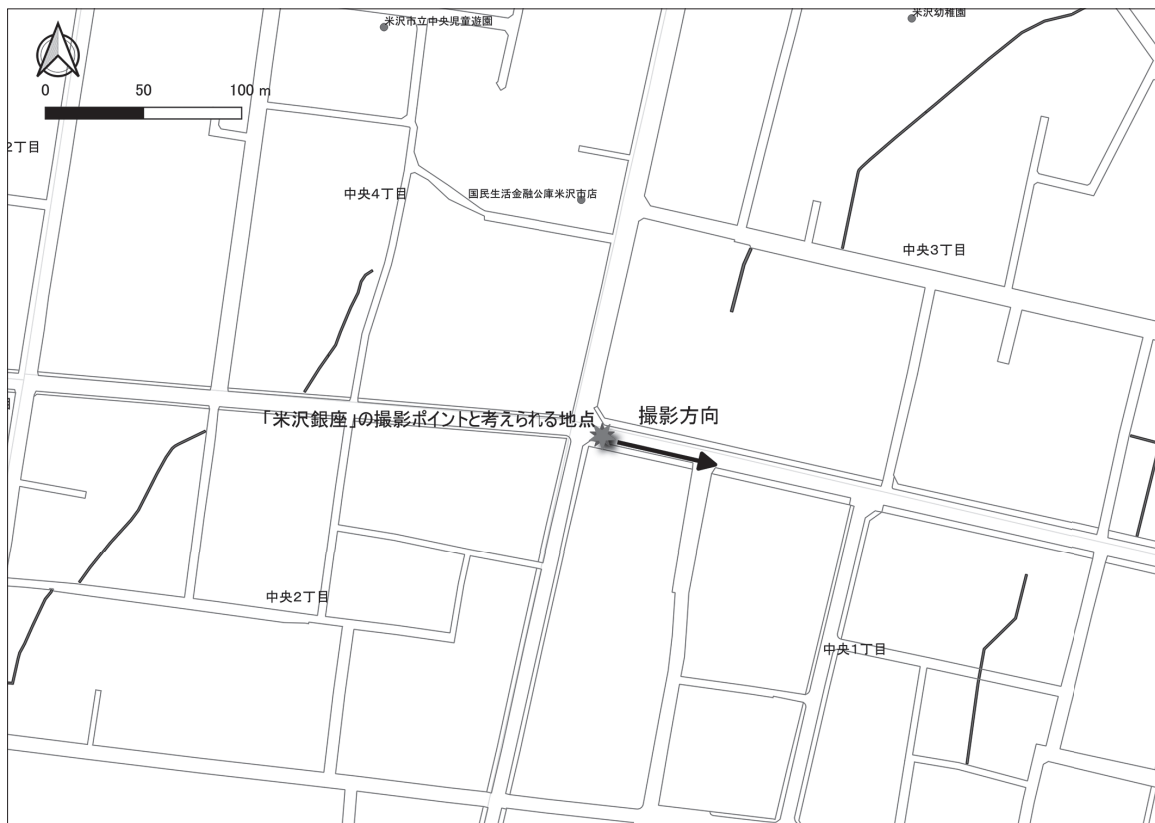 米沢市立中央児童遊園
米沢幼稚園
0 50 100 m
2丁目
中央4丁目
国民生活金融公庫米沢市店
中央3丁目
「米沢銀座」の撮影ポイントと考えられる地点
撮影方向
目
中央2丁目
中央1丁目